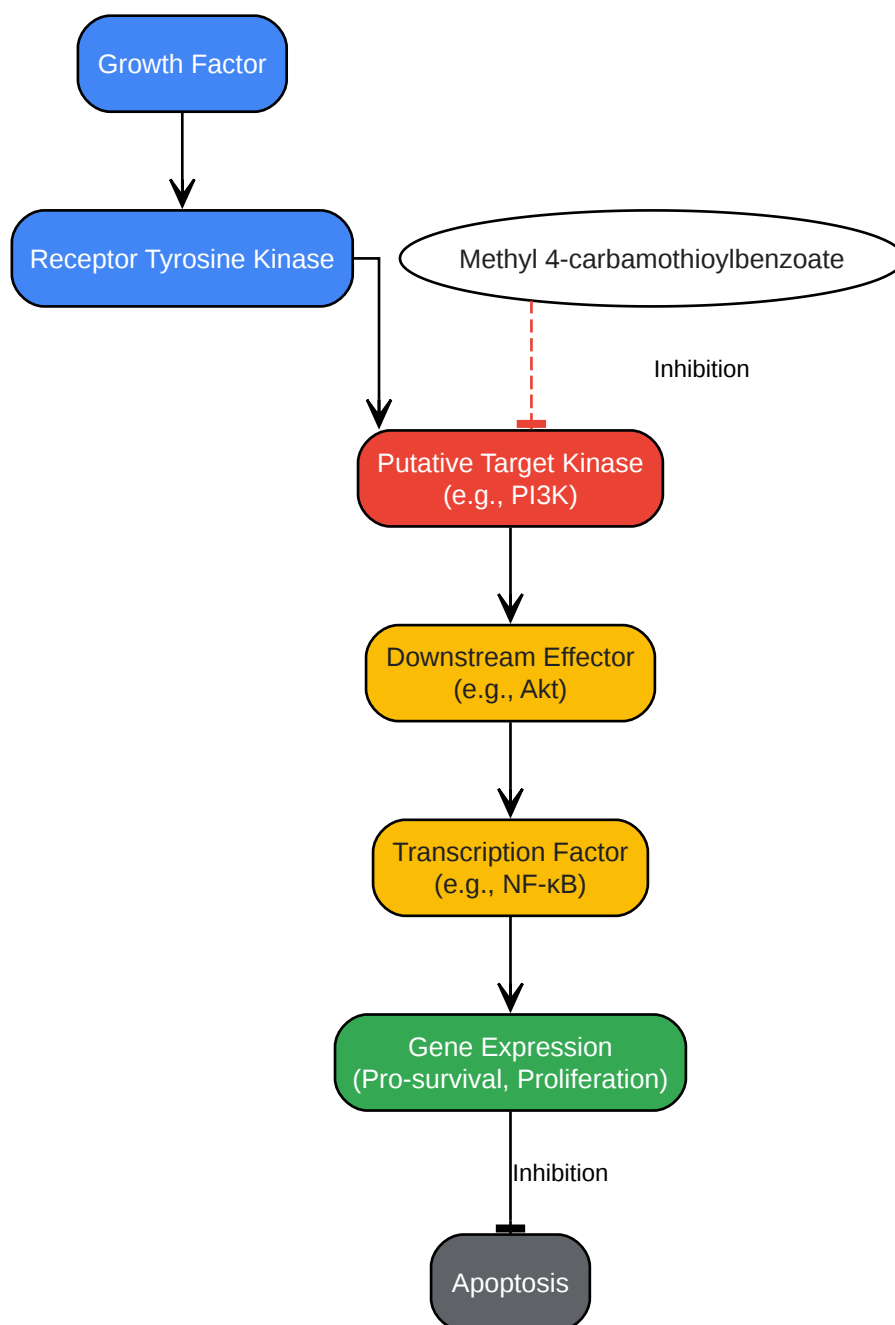 Growth Factor
Receptor Tyrosine Kinase
Methyl 4-carbamothioylbenzoate
Inhibition
Putative Target Kinase
(e.g., PI3K)
Downstream Effector
(e.g., Akt)
Transcription Factor
(e.g., NF-κB)
Gene Expression
(Pro-survival, Proliferation)
Inhibition
Apoptosis